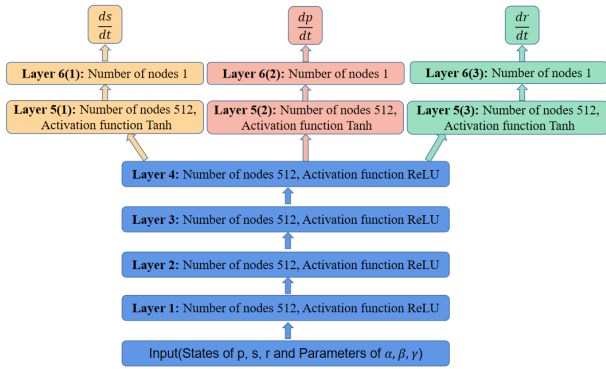 ds/dt
dp/dt
dr/dt
Layer 6(1): Number of nodes 1
Layer 6(2): Number of nodes 1
Layer 6(3): Number of nodes 1
Layer 5(1): Number of nodes 512,
Activation function Tanh
Layer 5(2): Number of nodes 512,
Activation function Tanh
Layer 5(3): Number of nodes 512,
Activation function Tanh
Layer 4: Number of nodes 512, Activation function ReLU
Layer 3: Number of nodes 512, Activation function ReLU
Layer 2: Number of nodes 512, Activation function ReLU
Layer 1: Number of nodes 512, Activation function ReLU
Input(States of p, s, r and Parameters of α, β, γ)